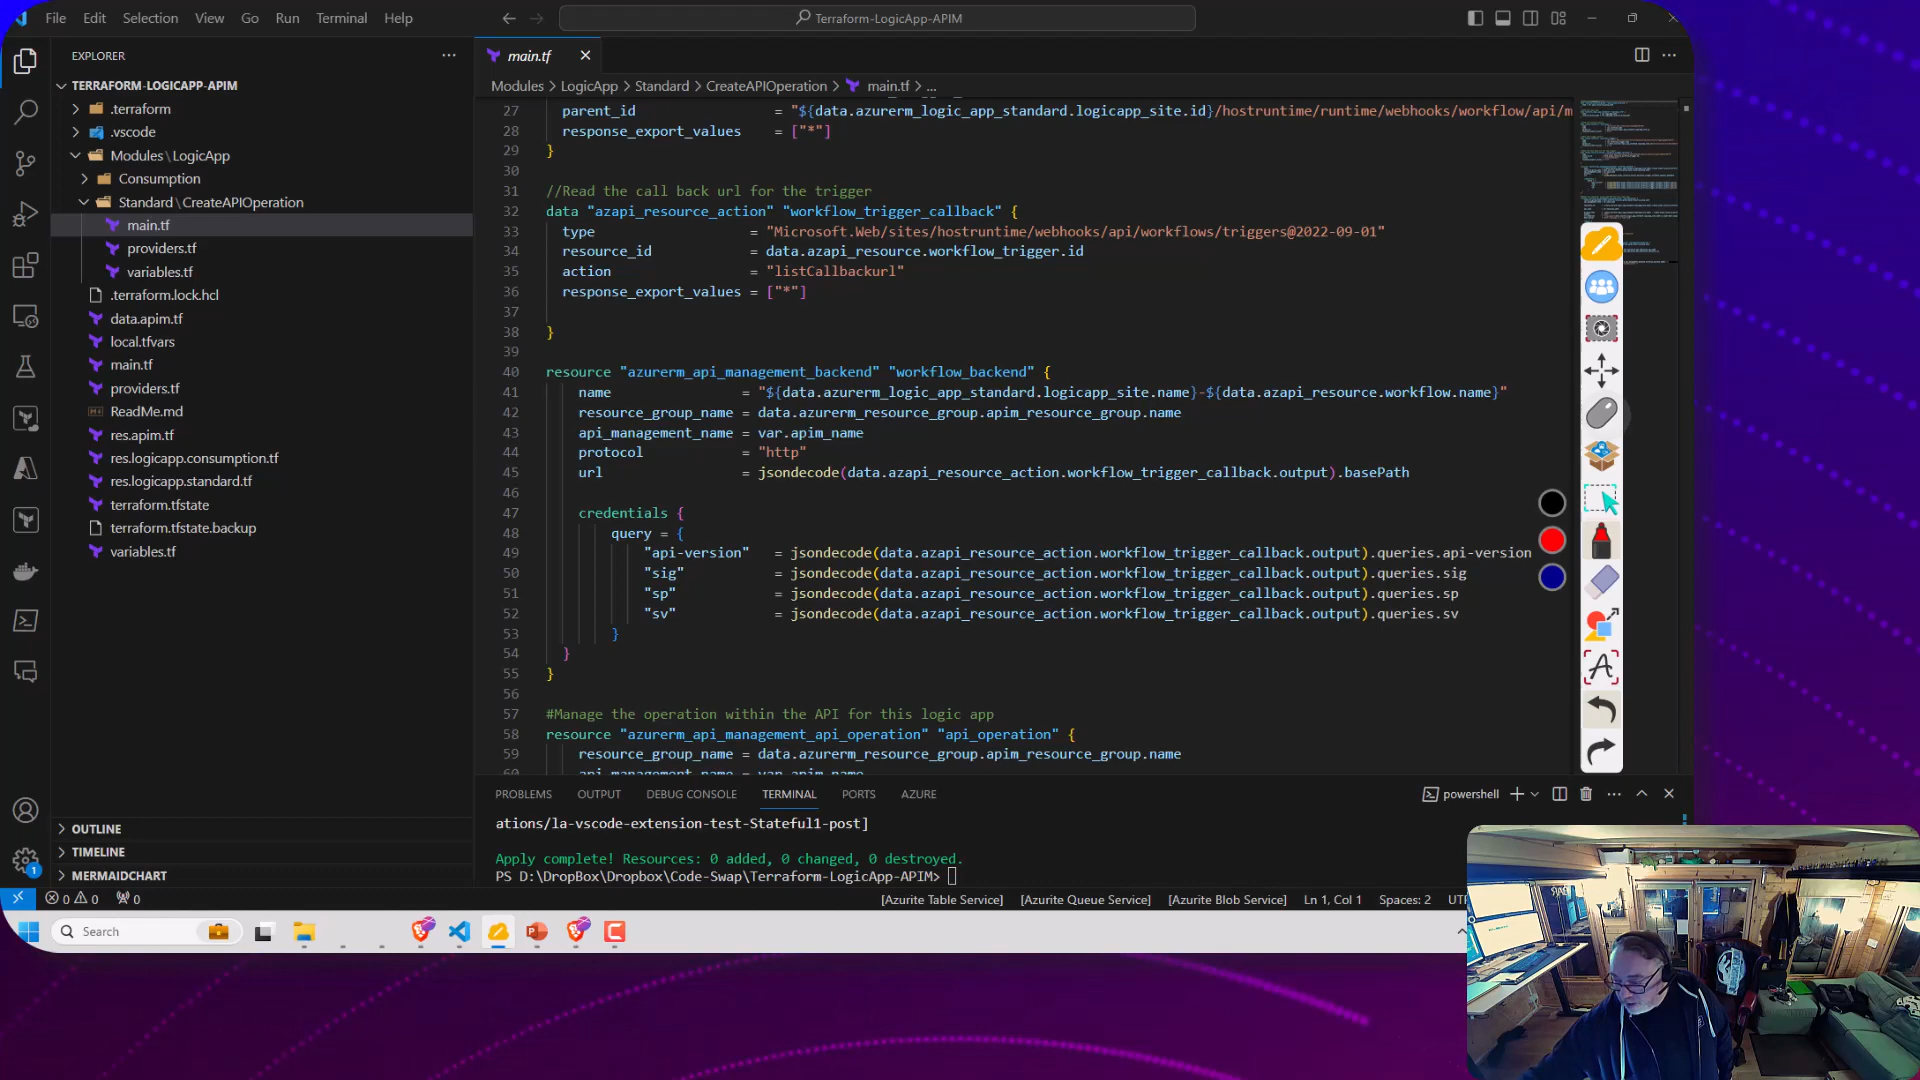 File Edit Selection View Go Run Terminal Help
Terraform-LogicApp-APIM
EXPLORER
TERRAFORM-LOGICAPP-APIM
.terraform
.vscode
Modules\LogicApp
Consumption
Standard\CreateAPIOperation
main.tf
providers.tf
variables.tf
.terraform.lock.hcl
data.apim.tf
local.tfvars
main.tf
providers.tf
ReadMe.md
res.apim.tf
res.logicapp.consumption.tf
res.logicapp.standard.tf
terraform.tfstate
terraform.tfstate.backup
variables.tf
OUTLINE
TIMELINE
MERMAIDCHART
main.tf
Modules > LogicApp > Standard > CreateAPIOperation > main.tf > ...
27 parent_id = "${data.azurerm_logic_app_standard.logicapp_site.id}/hostruntime/runtime/webhooks/workflow/api/m
28 response_export_values = ["*"]
29 }
30
31 //Read the call back url for the trigger
32 data "azapi_resource_action" "workflow_trigger_callback" {
33 type = "Microsoft.Web/sites/hostruntime/webhooks/api/workflows/triggers@2022-09-01"
34 resource_id = data.azapi_resource.workflow_trigger.id
35 action = "listCallbackurl"
36 response_export_values = ["*"]
37
38 }
39
40 resource "azurerm_api_management_backend" "workflow_backend" {
41 name = "${data.azurerm_logic_app_standard.logicapp_site.name}-${data.azapi_resource.workflow.name}"
42 resource_group_name = data.azurerm_resource_group.apim_resource_group.name
43 api_management_name = var.apim_name
44 protocol = "http"
45 url = jsondecode(data.azapi_resource_action.workflow_trigger_callback.output).basePath
46
47 credentials {
48 query = {
49 "api-version" = jsondecode(data.azapi_resource_action.workflow_trigger_callback.output).queries.api-version
50 "sig" = jsondecode(data.azapi_resource_action.workflow_trigger_callback.output).queries.sig
51 "sp" = jsondecode(data.azapi_resource_action.workflow_trigger_callback.output).queries.sp
52 "sv" = jsondecode(data.azapi_resource_action.workflow_trigger_callback.output).queries.sv
53 }
54 }
55 }
56
57 #Manage the operation within the API for this logic app
58 resource "azurerm_api_management_api_operation" "api_operation" {
59 resource_group_name = data.azurerm_resource_group.apim_resource_group.name
60 api_management_name = var.apim_name
PROBLEMS OUTPUT DEBUG CONSOLE TERMINAL PORTS AZURE
powershell
ations/la-vscode-extension-test-Stateful1-post]
Apply complete! Resources: 0 added, 0 changed, 0 destroyed.
PS D:\DropBox\Dropbox\Code-Swap\Terraform-LogicApp-APIM>
1
0 0 0
[Azurite Table Service] [Azurite Queue Service] [Azurite Blob Service] Ln 1, Col 1 Spaces: 2 UT
Search